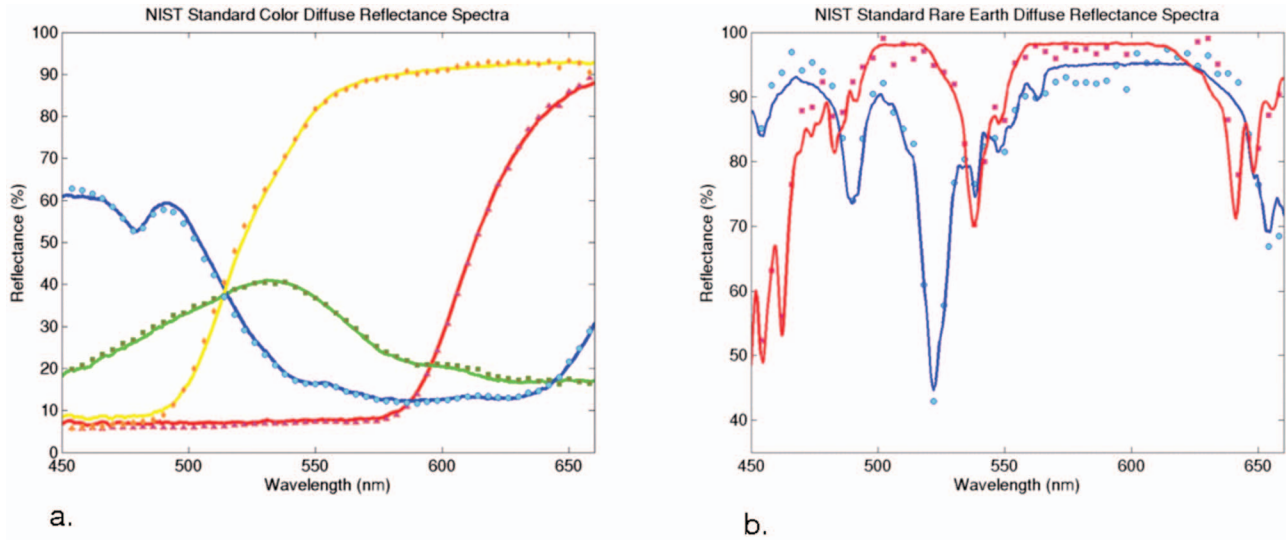 NIST Standard Color Diffuse Reflectance Spectra
100
90
80
70
60
50
40
30
20
10
0
Reflectance (%)
450 500 550 600 650
Wavelength (nm)
a.
NIST Standard Rare Earth Diffuse Reflectance Spectra
100
90
80
70
60
50
40
Reflectance (%)
450 500 550 600 650
Wavelength (nm)
b.